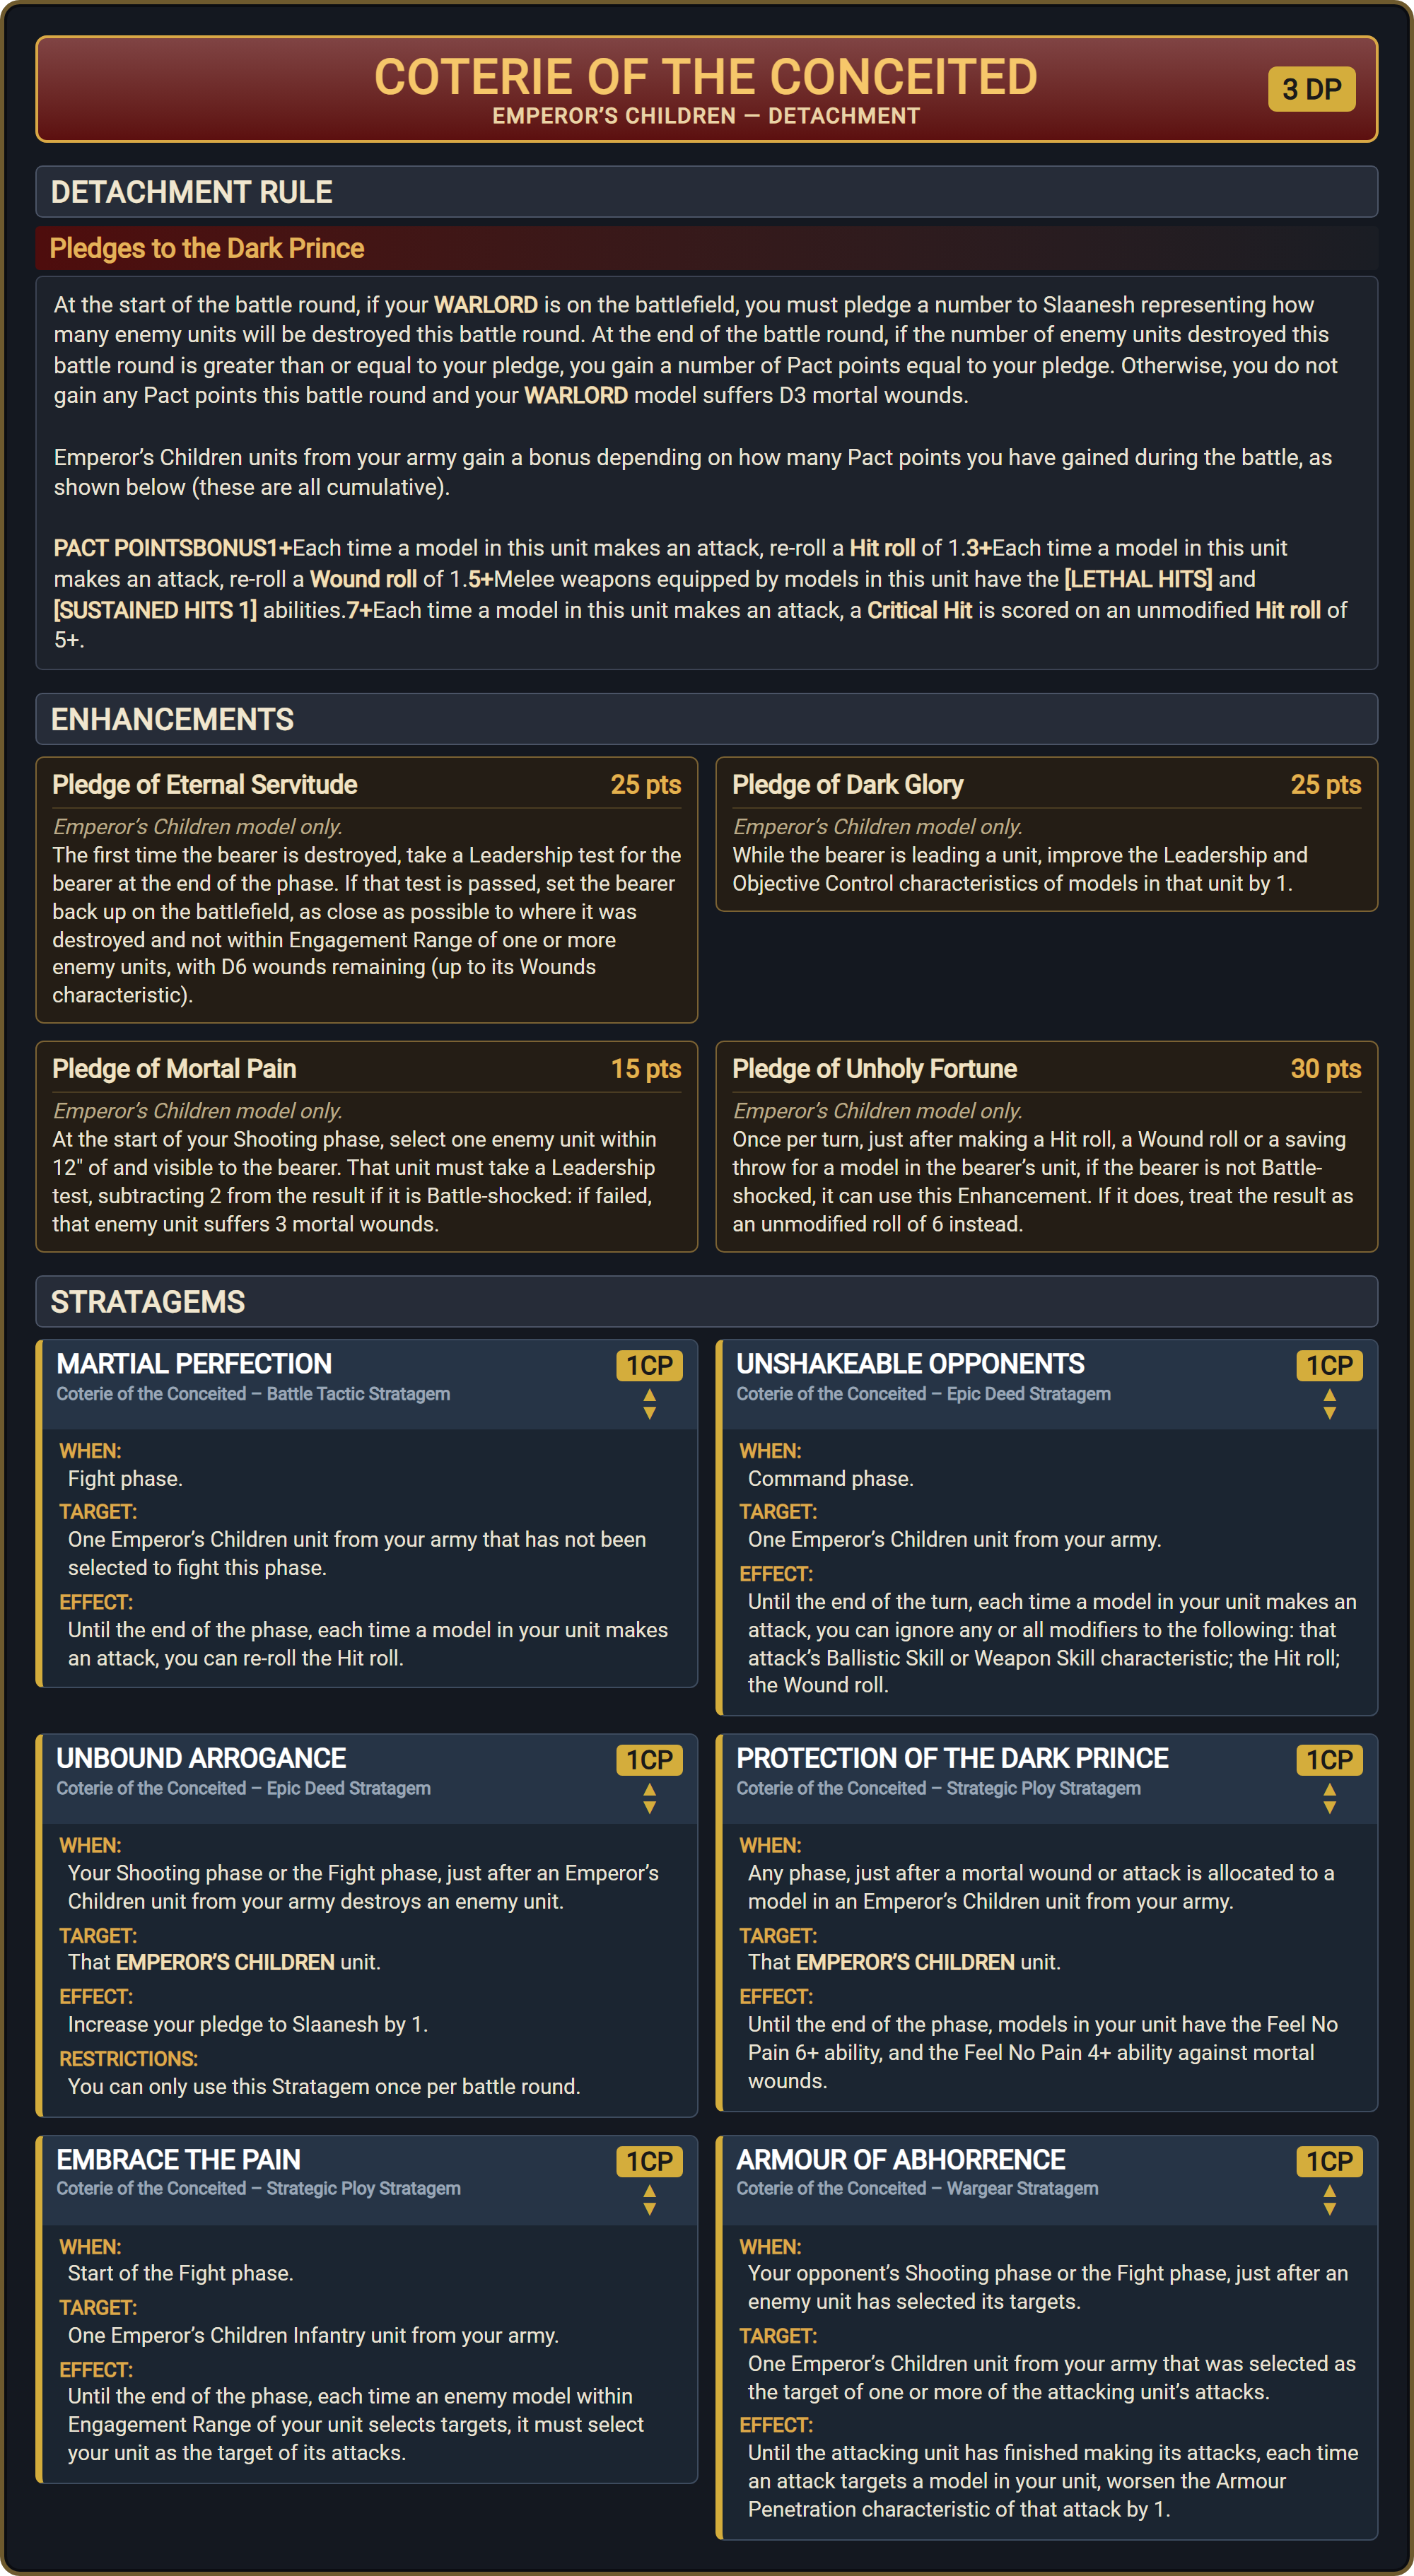 COTERIE OF THE CONCEITED
EMPEROR’S CHILDREN — DETACHMENT
3 DP
DETACHMENT RULE
Pledges to the Dark Prince
At the start of the battle round, if your WARLORD is on the battlefield, you must pledge a number to Slaanesh representing how
many enemy units will be destroyed this battle round. At the end of the battle round, if the number of enemy units destroyed this
battle round is greater than or equal to your pledge, you gain a number of Pact points equal to your pledge. Otherwise, you do not
gain any Pact points this battle round and your WARLORD model suffers D3 mortal wounds.
Emperor’s Children units from your army gain a bonus depending on how many Pact points you have gained during the battle, as
shown below (these are all cumulative).
PACT POINTSBONUS1+Each time a model in this unit makes an attack, re-roll a Hit roll of 1.3+Each time a model in this unit
makes an attack, re-roll a Wound roll of 1.5+Melee weapons equipped by models in this unit have the [LETHAL HITS] and
[SUSTAINED HITS 1] abilities.7+Each time a model in this unit makes an attack, a Critical Hit is scored on an unmodified Hit roll of
5+.
ENHANCEMENTS
Pledge of Eternal Servitude
25 pts
Emperor’s Children model only.
The first time the bearer is destroyed, take a Leadership test for the
bearer at the end of the phase. If that test is passed, set the bearer
back up on the battlefield, as close as possible to where it was
destroyed and not within Engagement Range of one or more
enemy units, with D6 wounds remaining (up to its Wounds
characteristic).
Pledge of Dark Glory
25 pts
Emperor’s Children model only.
While the bearer is leading a unit, improve the Leadership and
Objective Control characteristics of models in that unit by 1.
Pledge of Mortal Pain
15 pts
Emperor’s Children model only.
At the start of your Shooting phase, select one enemy unit within
12" of and visible to the bearer. That unit must take a Leadership
test, subtracting 2 from the result if it is Battle-shocked: if failed,
that enemy unit suffers 3 mortal wounds.
Pledge of Unholy Fortune
30 pts
Emperor’s Children model only.
Once per turn, just after making a Hit roll, a Wound roll or a saving
throw for a model in the bearer’s unit, if the bearer is not Battle-
shocked, it can use this Enhancement. If it does, treat the result as
an unmodified roll of 6 instead.
STRATAGEMS
MARTIAL PERFECTION
1CP
Coterie of the Conceited – Battle Tactic Stratagem
WHEN:
Fight phase.
TARGET:
One Emperor’s Children unit from your army that has not been
selected to fight this phase.
EFFECT:
Until the end of the phase, each time a model in your unit makes
an attack, you can re-roll the Hit roll.
UNSHAKEABLE OPPONENTS
1CP
Coterie of the Conceited – Epic Deed Stratagem
WHEN:
Command phase.
TARGET:
One Emperor’s Children unit from your army.
EFFECT:
Until the end of the turn, each time a model in your unit makes an
attack, you can ignore any or all modifiers to the following: that
attack’s Ballistic Skill or Weapon Skill characteristic; the Hit roll;
the Wound roll.
UNBOUND ARROGANCE
1CP
Coterie of the Conceited – Epic Deed Stratagem
WHEN:
Your Shooting phase or the Fight phase, just after an Emperor’s
Children unit from your army destroys an enemy unit.
TARGET:
That EMPEROR’S CHILDREN unit.
EFFECT:
Increase your pledge to Slaanesh by 1.
RESTRICTIONS:
You can only use this Stratagem once per battle round.
PROTECTION OF THE DARK PRINCE
1CP
Coterie of the Conceited – Strategic Ploy Stratagem
WHEN:
Any phase, just after a mortal wound or attack is allocated to a
model in an Emperor’s Children unit from your army.
TARGET:
That EMPEROR’S CHILDREN unit.
EFFECT:
Until the end of the phase, models in your unit have the Feel No
Pain 6+ ability, and the Feel No Pain 4+ ability against mortal
wounds.
EMBRACE THE PAIN
1CP
Coterie of the Conceited – Strategic Ploy Stratagem
WHEN:
Start of the Fight phase.
TARGET:
One Emperor’s Children Infantry unit from your army.
EFFECT:
Until the end of the phase, each time an enemy model within
Engagement Range of your unit selects targets, it must select
your unit as the target of its attacks.
ARMOUR OF ABHORRENCE
1CP
Coterie of the Conceited – Wargear Stratagem
WHEN:
Your opponent’s Shooting phase or the Fight phase, just after an
enemy unit has selected its targets.
TARGET:
One Emperor’s Children unit from your army that was selected as
the target of one or more of the attacking unit’s attacks.
EFFECT:
Until the attacking unit has finished making its attacks, each time
an attack targets a model in your unit, worsen the Armour
Penetration characteristic of that attack by 1.